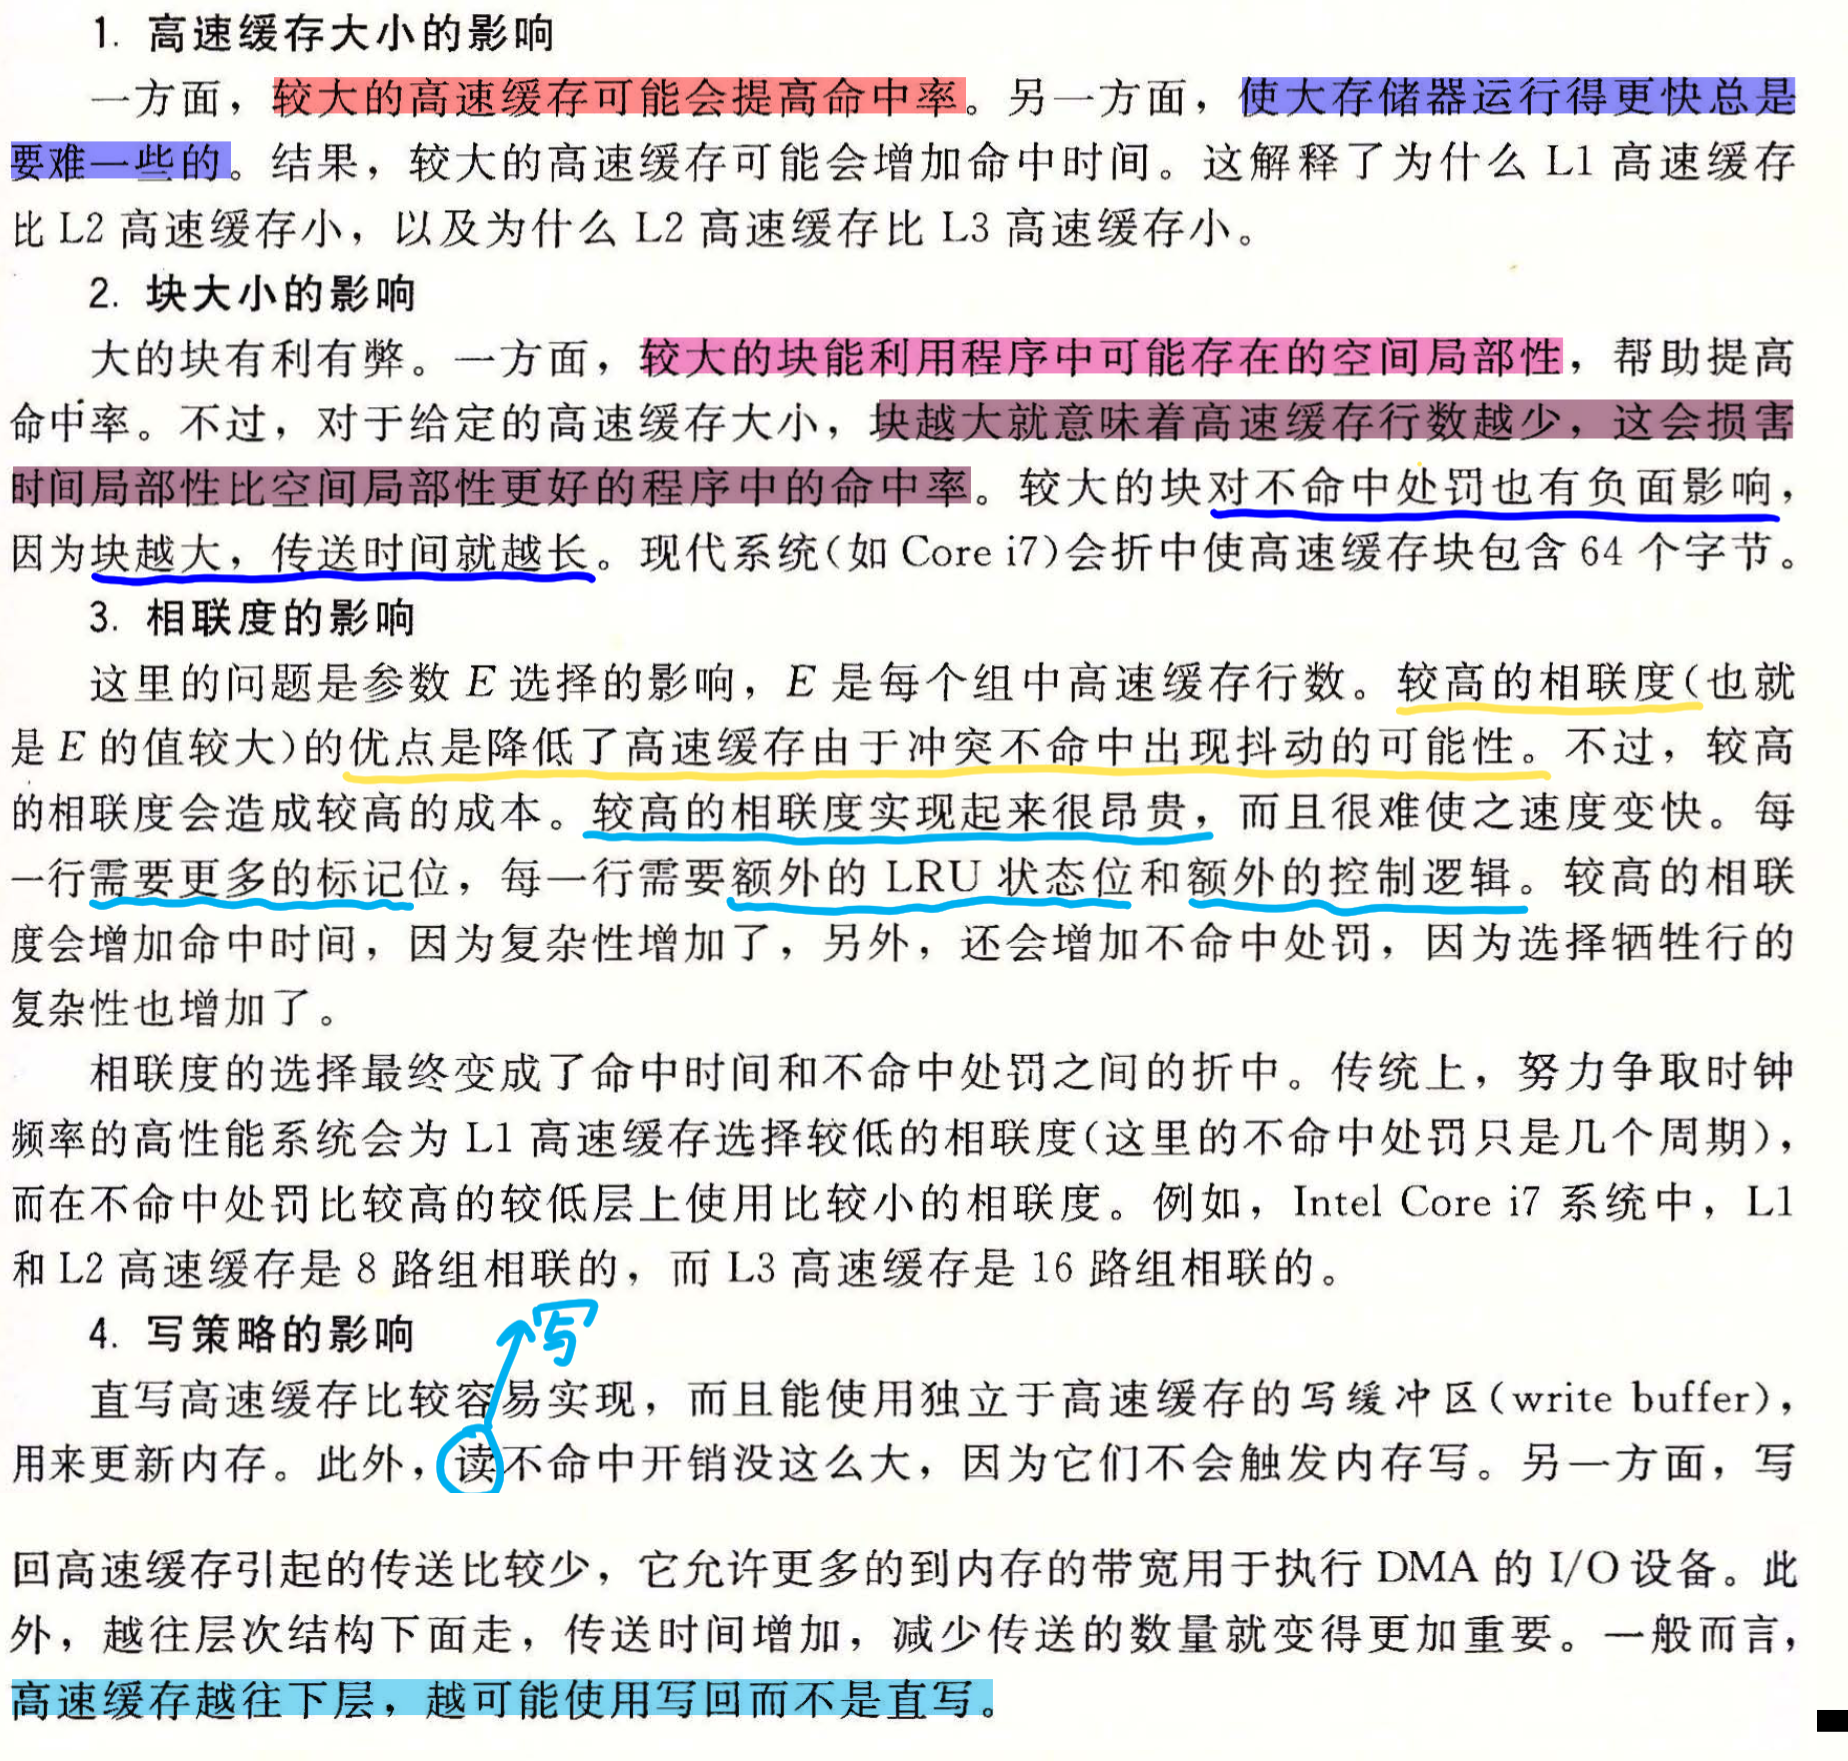 1. 高速缓存大小的影响
一方面，较大的高速缓存可能会提高命中率。另一方面，使大存储器运行得更快总是
要难一些的。结果，较大的高速缓存可能会增加命中时间。这解释了为什么 L1 高速缓存
比 L2 高速缓存小，以及为什么 L2 高速缓存比 L3 高速缓存小。
2. 块大小的影响
大的块有利有弊。一方面，较大的块能利用程序中可能存在的空间局部性，帮助提高
命中率。不过，对于给定的高速缓存大小，块越大就意味着高速缓存行数越少，这会损害
时间局部性比空间局部性更好的程序中的命中率。较大的块对不命中处罚也有负面影响，
因为块越大，传送时间就越长。现代系统(如 Core i7)会折中使高速缓存块包含 64 个字节。
3. 相联度的影响
这里的问题是参数 E 选择的影响，E 是每个组中高速缓存行数。较高的相联度(也就
是 E 的值较大)的优点是降低了高速缓存由于冲突不命中出现抖动的可能性。不过，较高
的相联度会造成较高的成本。较高的相联度实现起来很昂贵，而且很难使之速度变快。每
一行需要更多的标记位，每一行需要额外的 LRU 状态位和额外的控制逻辑。较高的相联
度会增加命中时间，因为复杂性增加了，另外，还会增加不命中处罚，因为选择牺牲行的
复杂性也增加了。
相联度的选择最终变成了命中时间和不命中处罚之间的折中。传统上，努力争取时钟
频率的高性能系统会为 L1 高速缓存选择较低的相联度(这里的不命中处罚只是几个周期)，
而在不命中处罚比较高的较低层上使用比较小的相联度。例如，Intel Core i7 系统中，L1
和 L2 高速缓存是 8 路组相联的，而 L3 高速缓存是 16 路组相联的。
4. 写策略的影响
写
直写高速缓存比较容易实现，而且能使用独立于高速缓存的写缓冲区(write buffer)，
用来更新内存。此外，读不命中开销没这么大，因为它们不会触发内存写。另一方面，写
回高速缓存引起的传送比较少，它允许更多的到内存的带宽用于执行 DMA 的 I/O 设备。此
外，越往层次结构下面走，传送时间增加，减少传送的数量就变得更加重要。一般而言，
高速缓存越往下层，越可能使用写回而不是直写。